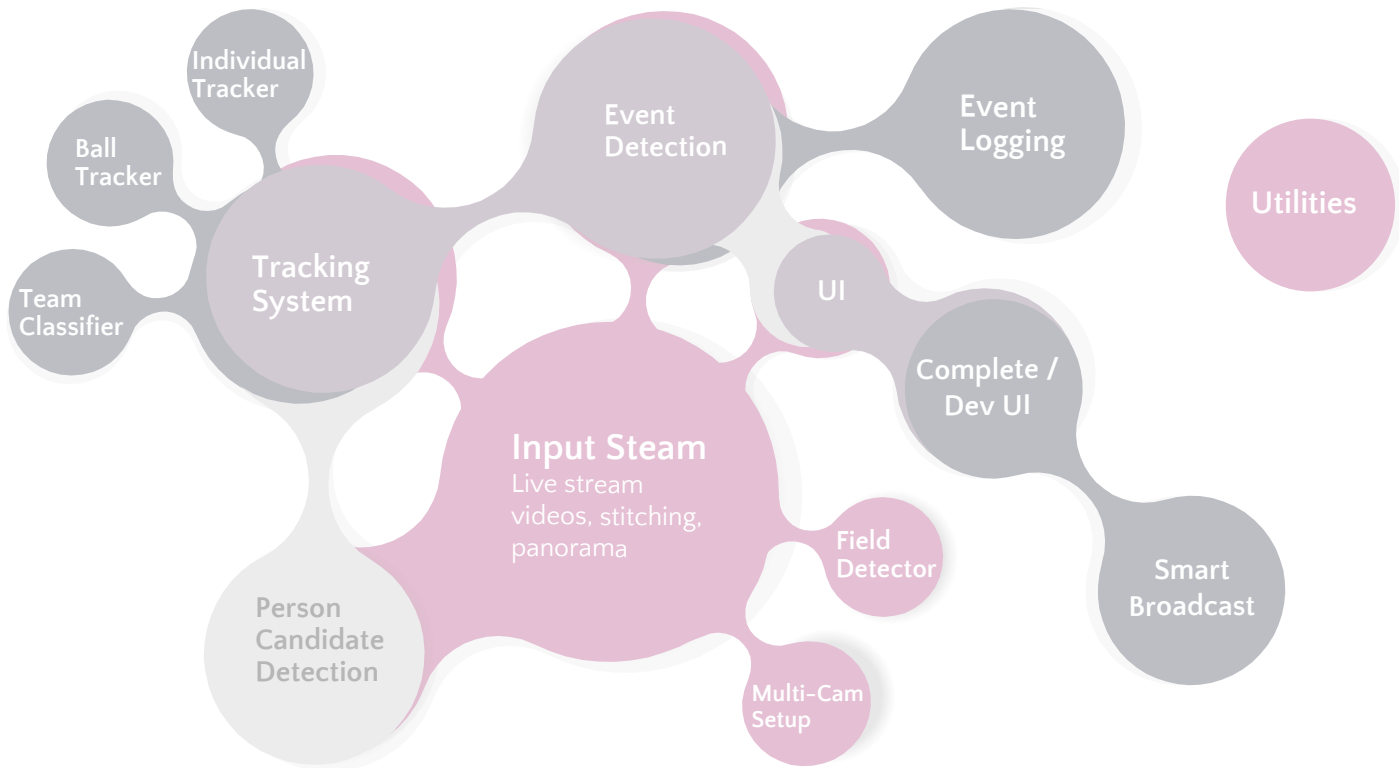 Individual
Tracker
Ball
Tracker
Team
Classifier
Tracking
System
Event
Detection
Event
Logging
Utilities
UI
Complete /
Dev UI
Input Steam
Live stream
videos, stitching,
panorama
Field
Detector
Smart
Broadcast
Person
Candidate
Detection
Multi-Cam
Setup